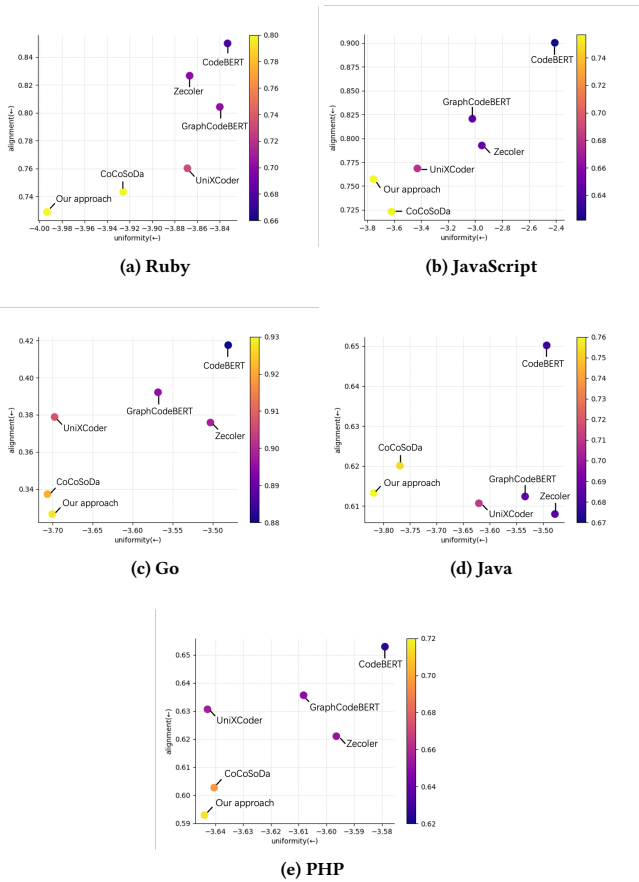 0.84
0.82
0.80
0.78
0.76
0.74
alignment(←)
CodeBERT
Zecoler
GraphCodeBERT
CoCoSoDa
UniXCoder
Our approach
−4.00 −3.98 −3.96 −3.94 −3.92 −3.90 −3.88 −3.86 −3.84
uniformity(←)
0.80
0.78
0.76
0.74
0.72
0.70
0.68
0.66
(a) Ruby
0.900
0.875
0.850
0.825
0.800
0.775
0.750
0.725
alignment(←)
CodeBERT
GraphCodeBERT
Zecoler
UniXCoder
Our approach
CoCoSoDa
−3.8 −3.6 −3.4 −3.2 −3.0 −2.8 −2.6 −2.4
uniformity(←)
0.74
0.72
0.70
0.68
0.66
0.64
(b) JavaScript
0.42
0.40
0.38
0.36
0.34
alignment(←)
CodeBERT
GraphCodeBERT
UniXCoder
Zecoler
CoCoSoDa
Our approach
−3.70 −3.65 −3.60 −3.55 −3.50
uniformity(←)
0.93
0.92
0.91
0.90
0.89
0.88
(c) Go
0.65
0.64
0.63
0.62
0.61
alignment(←)
CodeBERT
CoCoSoDa
Our approach
GraphCodeBERT
Zecoler
UniXCoder
−3.80 −3.75 −3.70 −3.65 −3.60 −3.55 −3.50
uniformity(←)
0.76
0.75
0.74
0.73
0.72
0.71
0.70
0.69
0.68
0.67
(d) Java
0.65
0.64
0.63
0.62
0.61
0.60
0.59
alignment(←)
CodeBERT
GraphCodeBERT
UniXCoder
Zecoler
CoCoSoDa
Our approach
−3.64 −3.63 −3.62 −3.61 −3.60 −3.59 −3.58
uniformity(←)
0.72
0.70
0.68
0.66
0.64
0.62
(e) PHP